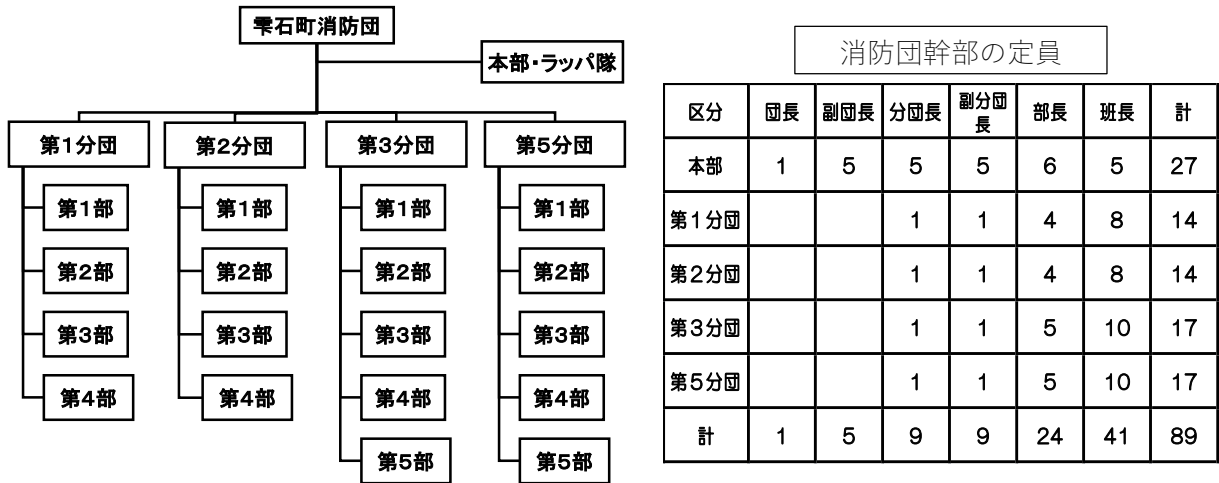 雫石町消防団
本部・ラッパ隊
第1分団
第2分団
第3分団
第5分団
第1部
第1部
第1部
第1部
第2部
第2部
第2部
第2部
第3部
第3部
第3部
第3部
第4部
第4部
第4部
第4部
第5部
第5部
消防団幹部の定員
区分 団長 副団長 分団長 副分団長 部長 班長 計
本部 1 5 5 5 6 5 27
第1分団 1 1 4 8 14
第2分団 1 1 4 8 14
第3分団 1 1 5 10 17
第5分団 1 1 5 10 17
計 1 5 9 9 24 41 89